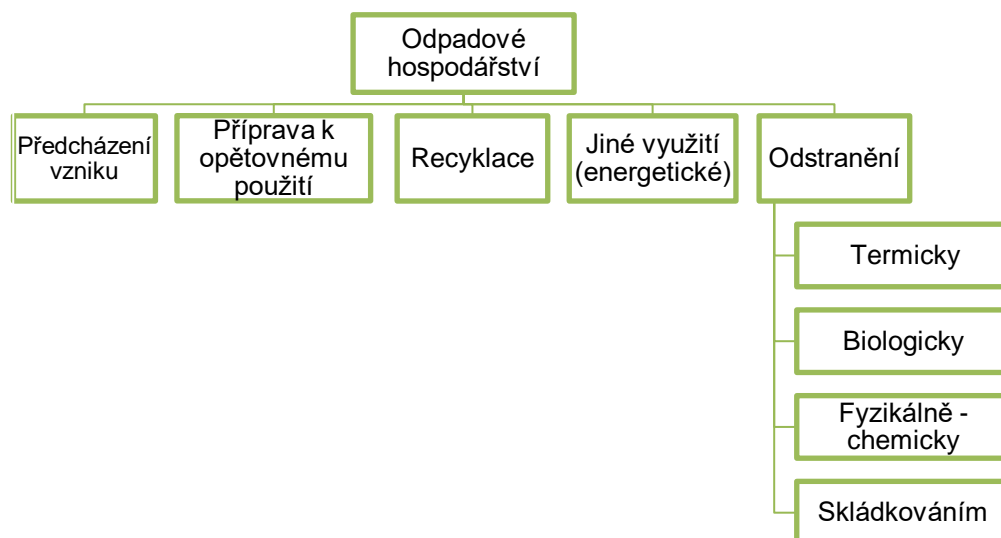 Odpadové
hospodářství
Předcházení
vzniku
Příprava k
opětovnému
použití
Recyklace
Jiné využití
(energetické)
Odstranění
Termicky
Biologicky
Fyzikálně -
chemicky
Skládkováním